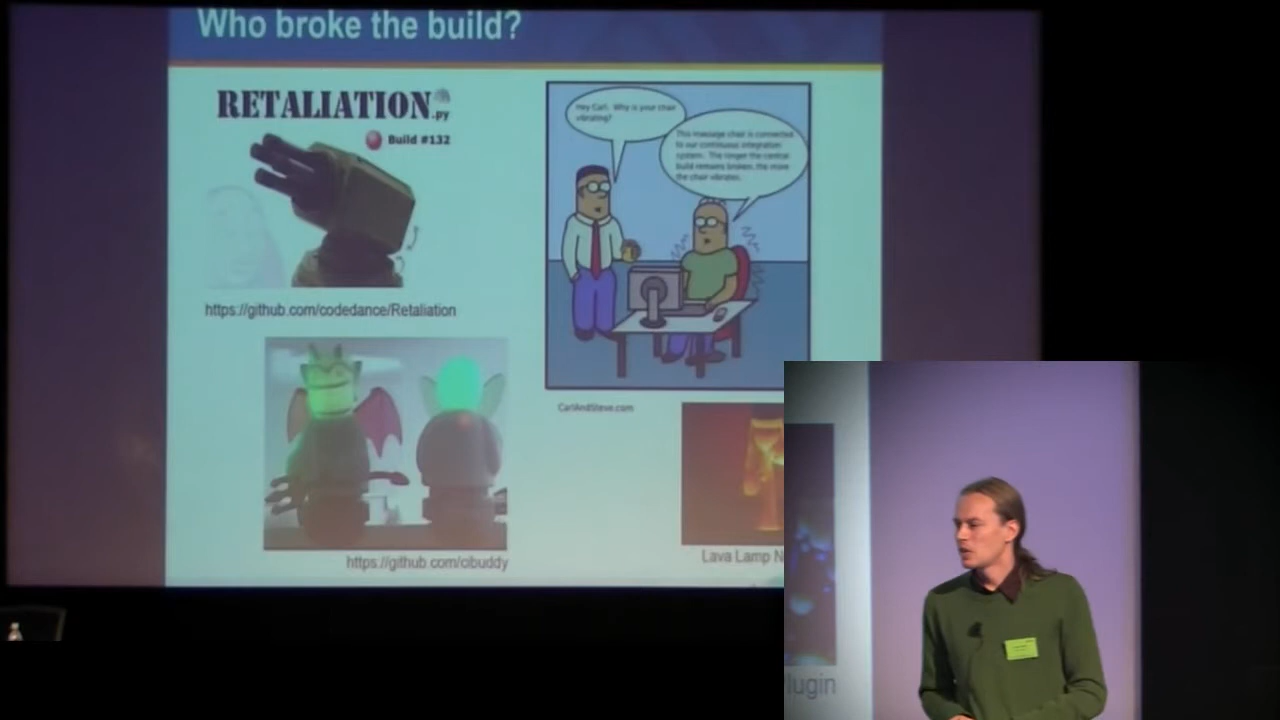 Who broke the build?
RETALIATION.py
Build #132
https://github.com/codedance/Retaliation
Hey Carl. Why is your chair
vibrating?
This massage chair is connected
to our continuous integration
system. The longer the central
build remains broken, the more
the chair vibrates.
CarlAndSteve.com
https://github.com/cibuddy
Lava Lamp N
lugin